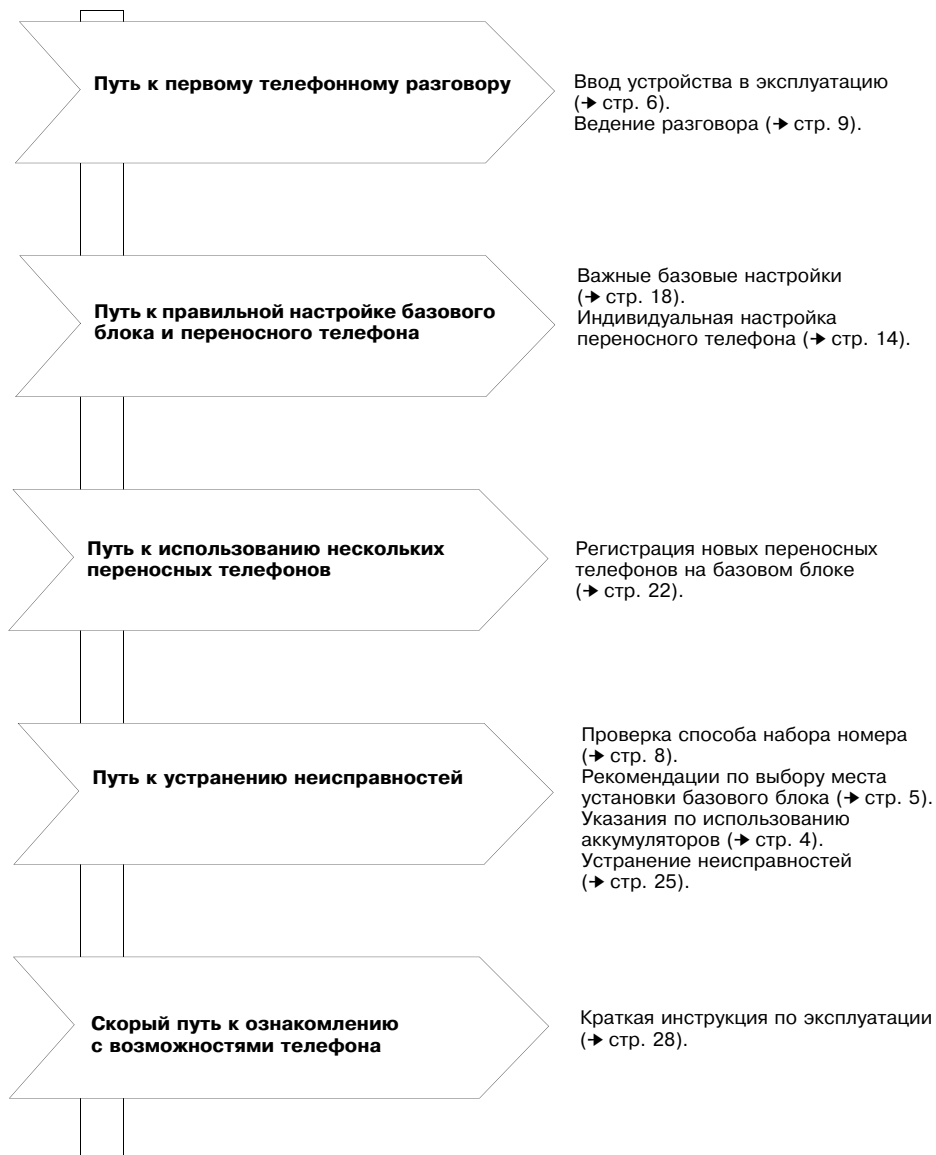 Путь к первому телефонному разговору
Ввод устройства в эксплуатацию
(➔ стр. 6).
Ведение разговора (➔ стр. 9).
Путь к правильной настройке базового
блока и переносного телефона
Важные базовые настройки
(➔ стр. 18).
Индивидуальная настройка
переносного телефона (➔ стр. 14).
Путь к использованию нескольких
переносных телефонов
Регистрация новых переносных
телефонов на базовом блоке
(➔ стр. 22).
Путь к устранению неисправностей
Проверка способа набора номера
(➔ стр. 8).
Рекомендации по выбору места
установки базового блока (➔ стр. 5).
Указания по использованию
аккумуляторов (➔ стр. 4).
Устранение неисправностей
(➔ стр. 25).
Скорый путь к ознакомлению
с возможностями телефона
Краткая инструкция по эксплуатации
(➔ стр. 28).